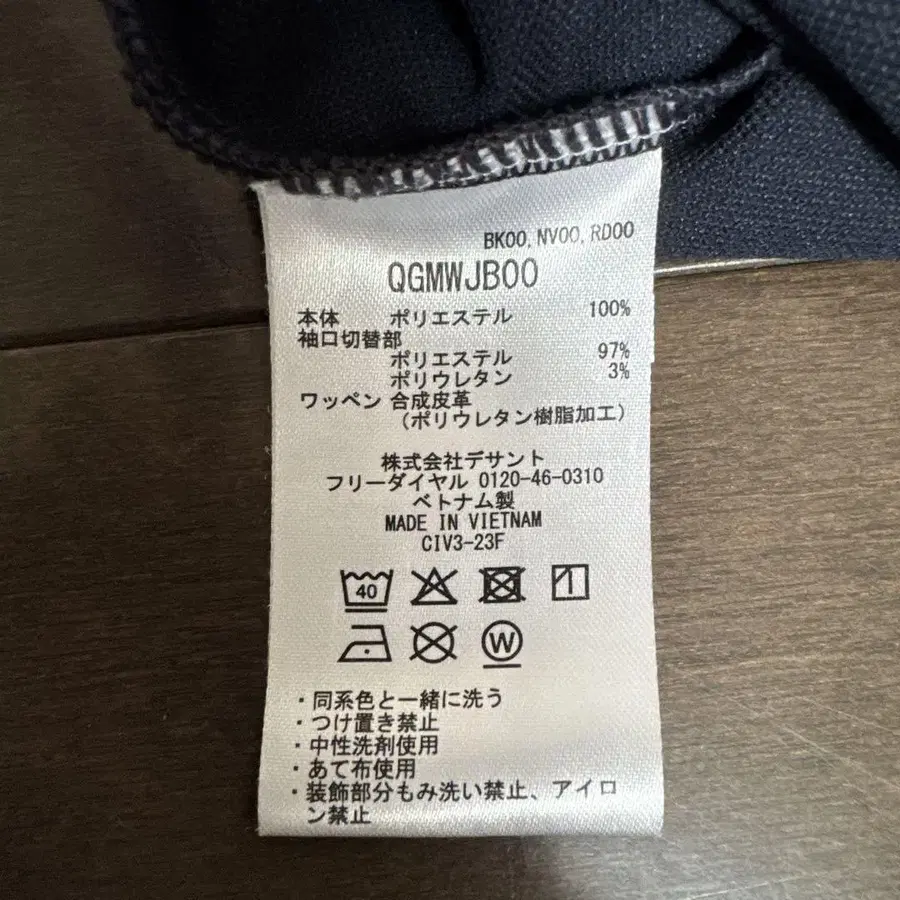 BK00, NV00, RD00
QGMWJB00
本体 ポリエステル 100%
袖口切替部
ポリエステル 97%
ポリウレタン 3%
ワッペン 合成皮革
(ポリウレタン樹脂加工)
株式会社デサント
フリーダイヤル 0120-46-0310
ベトナム製
MADE IN VIETNAM
CIV3-23F
40
W
・同系色と一緒に洗う
・つけ置き禁止
・中性洗剤使用
・あて布使用
・装飾部分もみ洗い禁止、アイロ
ン禁止